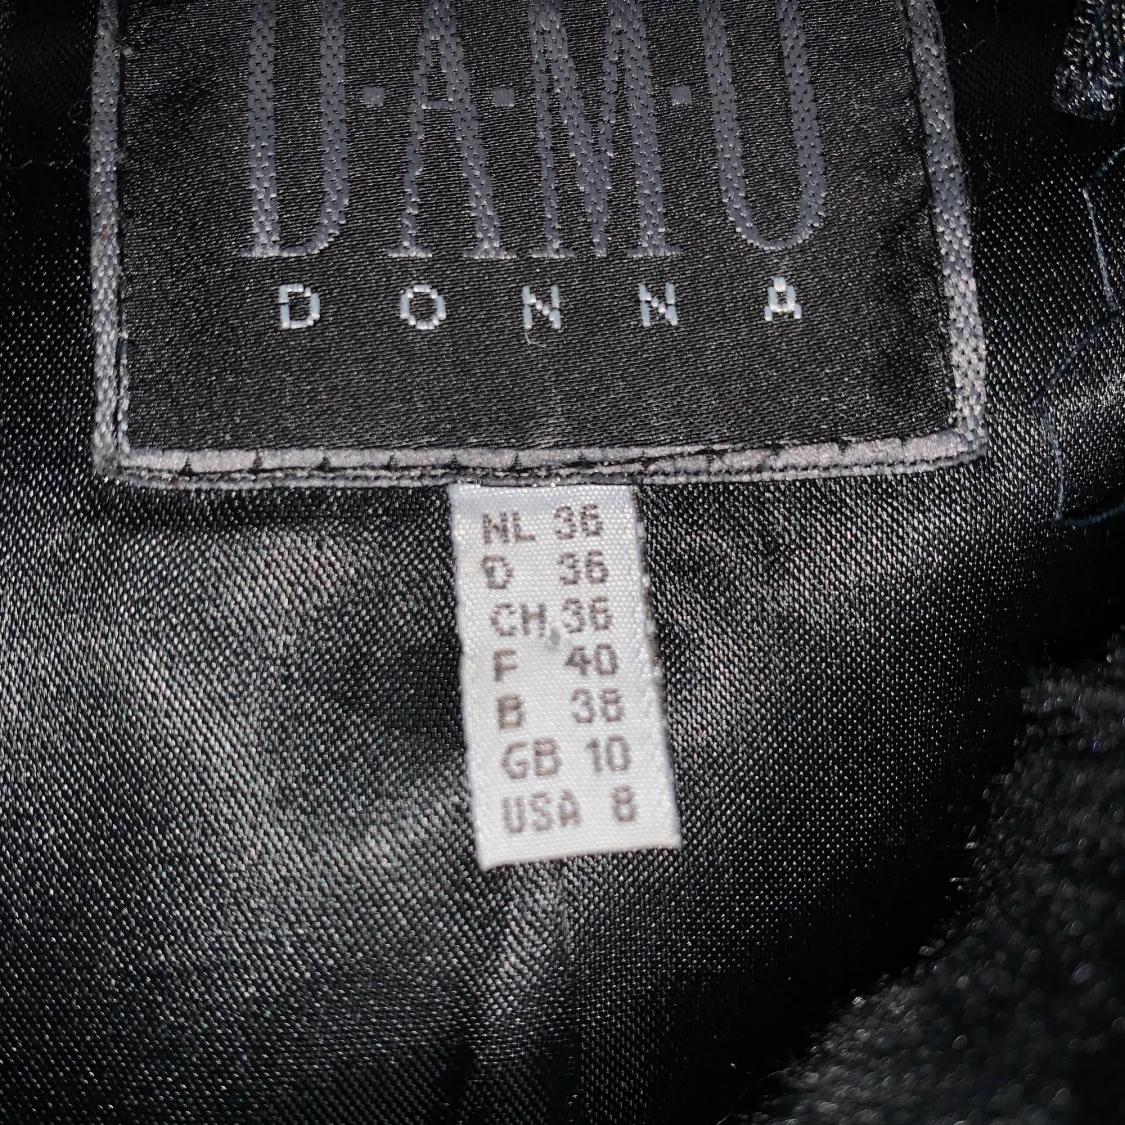 D·A·M·O
DONNA
NL 36
D 36
CH 36
F 40
B 38
GB 10
USA 8